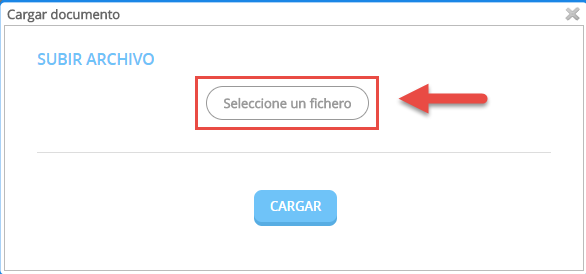 Cargar documento
SUBIR ARCHIVO
Seleccione un fichero
CARGAR